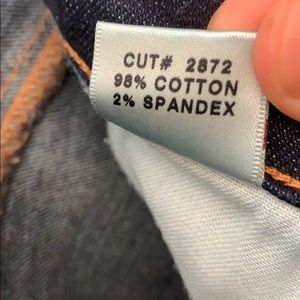 CUT# 2872
98% COTTON
2% SPANDEX